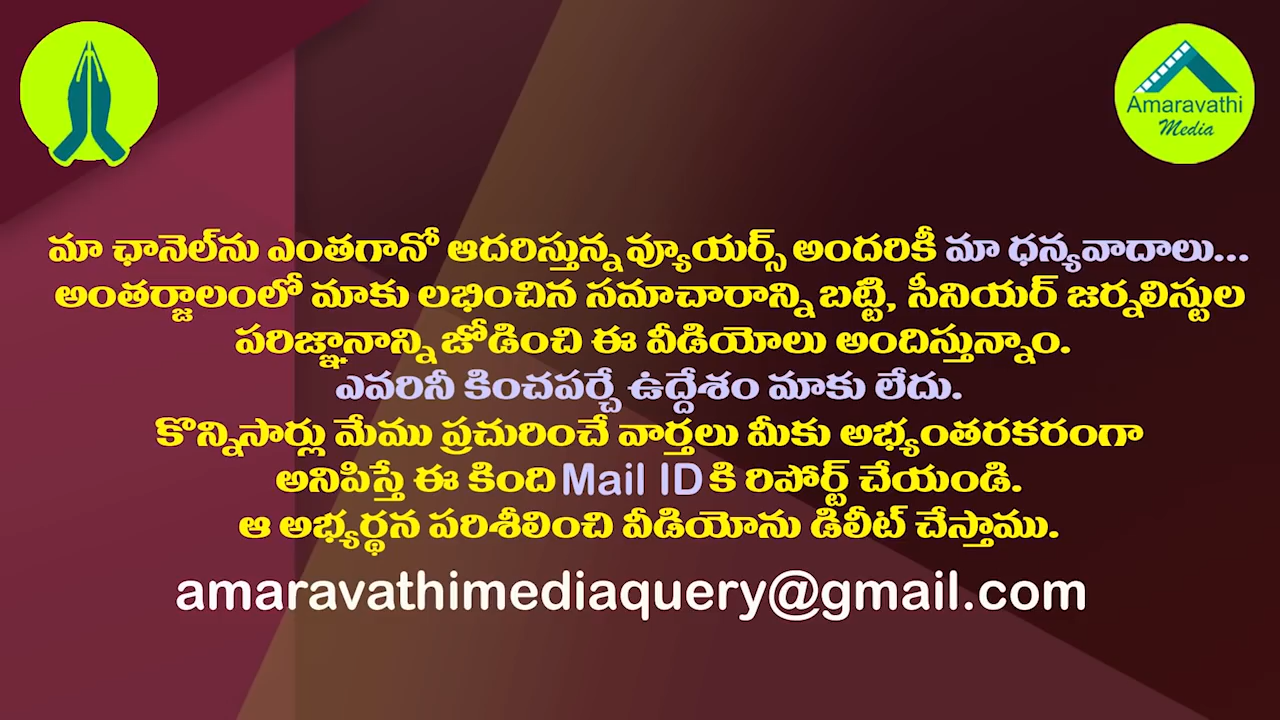 Amaravathi
Media
మా ఛానెల్‌ను ఎంతగానో ఆదరిస్తున్న వ్యూయర్స్ అందరికీ మా ధన్యవాదాలు...
అంతర్జాలంలో మాకు లభించిన సమాచారాన్ని బట్టి, సీనియర్ జర్నలిస్టుల
పరిజ్ఞానాన్ని జోడించి ఈ వీడియోలు అందిస్తున్నాం.
ఎవరినీ కించపర్చే ఉద్దేశం మాకు లేదు.
కొన్నిసార్లు మేము ప్రచురించే వార్తలు మీకు అభ్యంతరకరంగా
అనిపిస్తే ఈ కింది Mail ID కి రిపోర్ట్ చేయండి.
ఆ అభ్యర్థన పరిశీలించి వీడియోను డిలీట్ చేస్తాము.
amaravathimediaquery@gmail.com